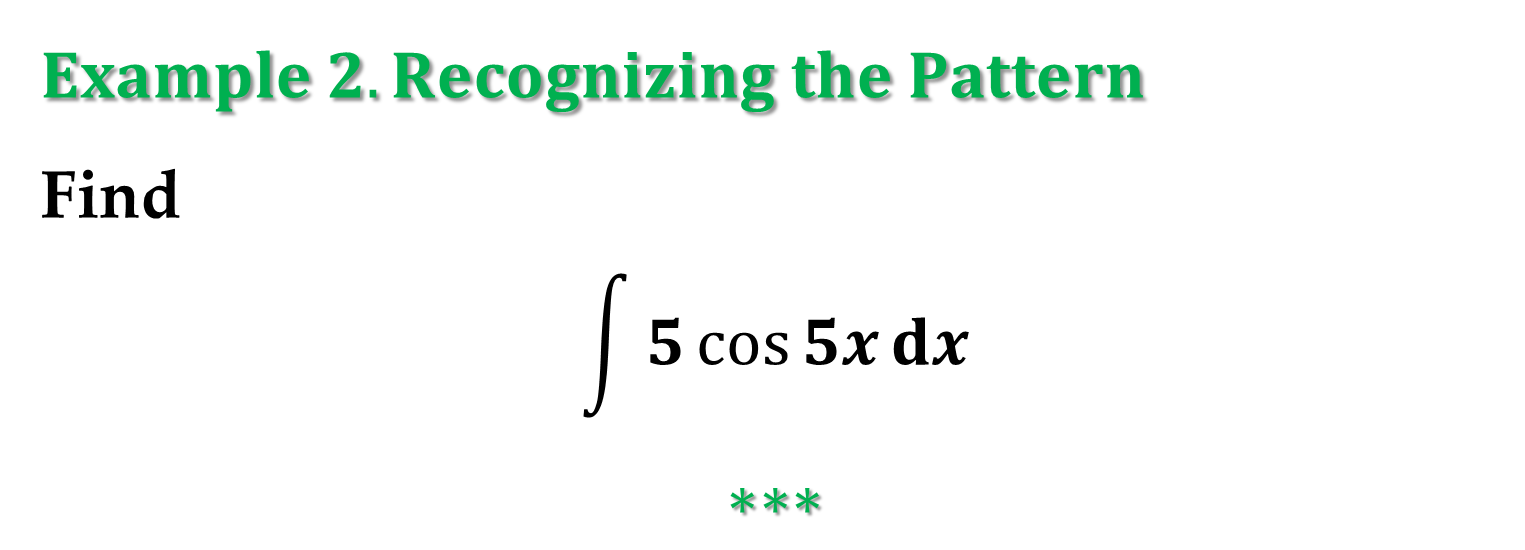 Example 2. Recognizing the Pattern
Find
∫ 5 cos 5x dx
***